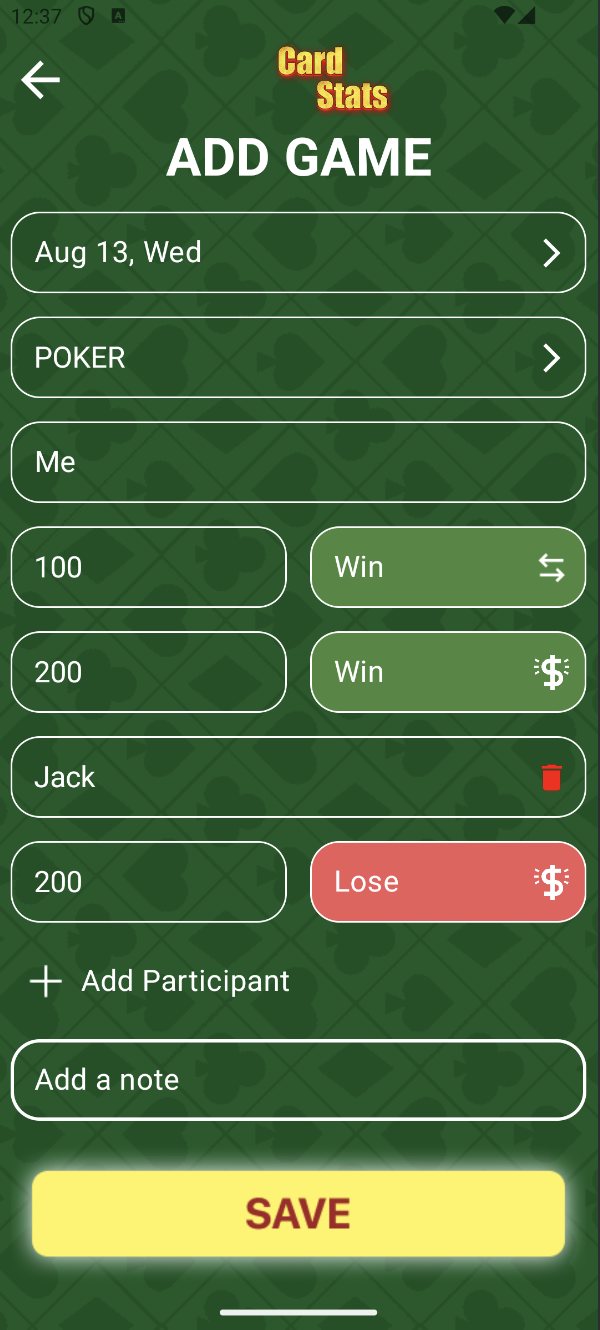 12:37
Card
Stats
ADD GAME
Aug 13, Wed
POKER
Me
100 Win
200 Win
Jack
200 Lose
Add Participant
Add a note
SAVE